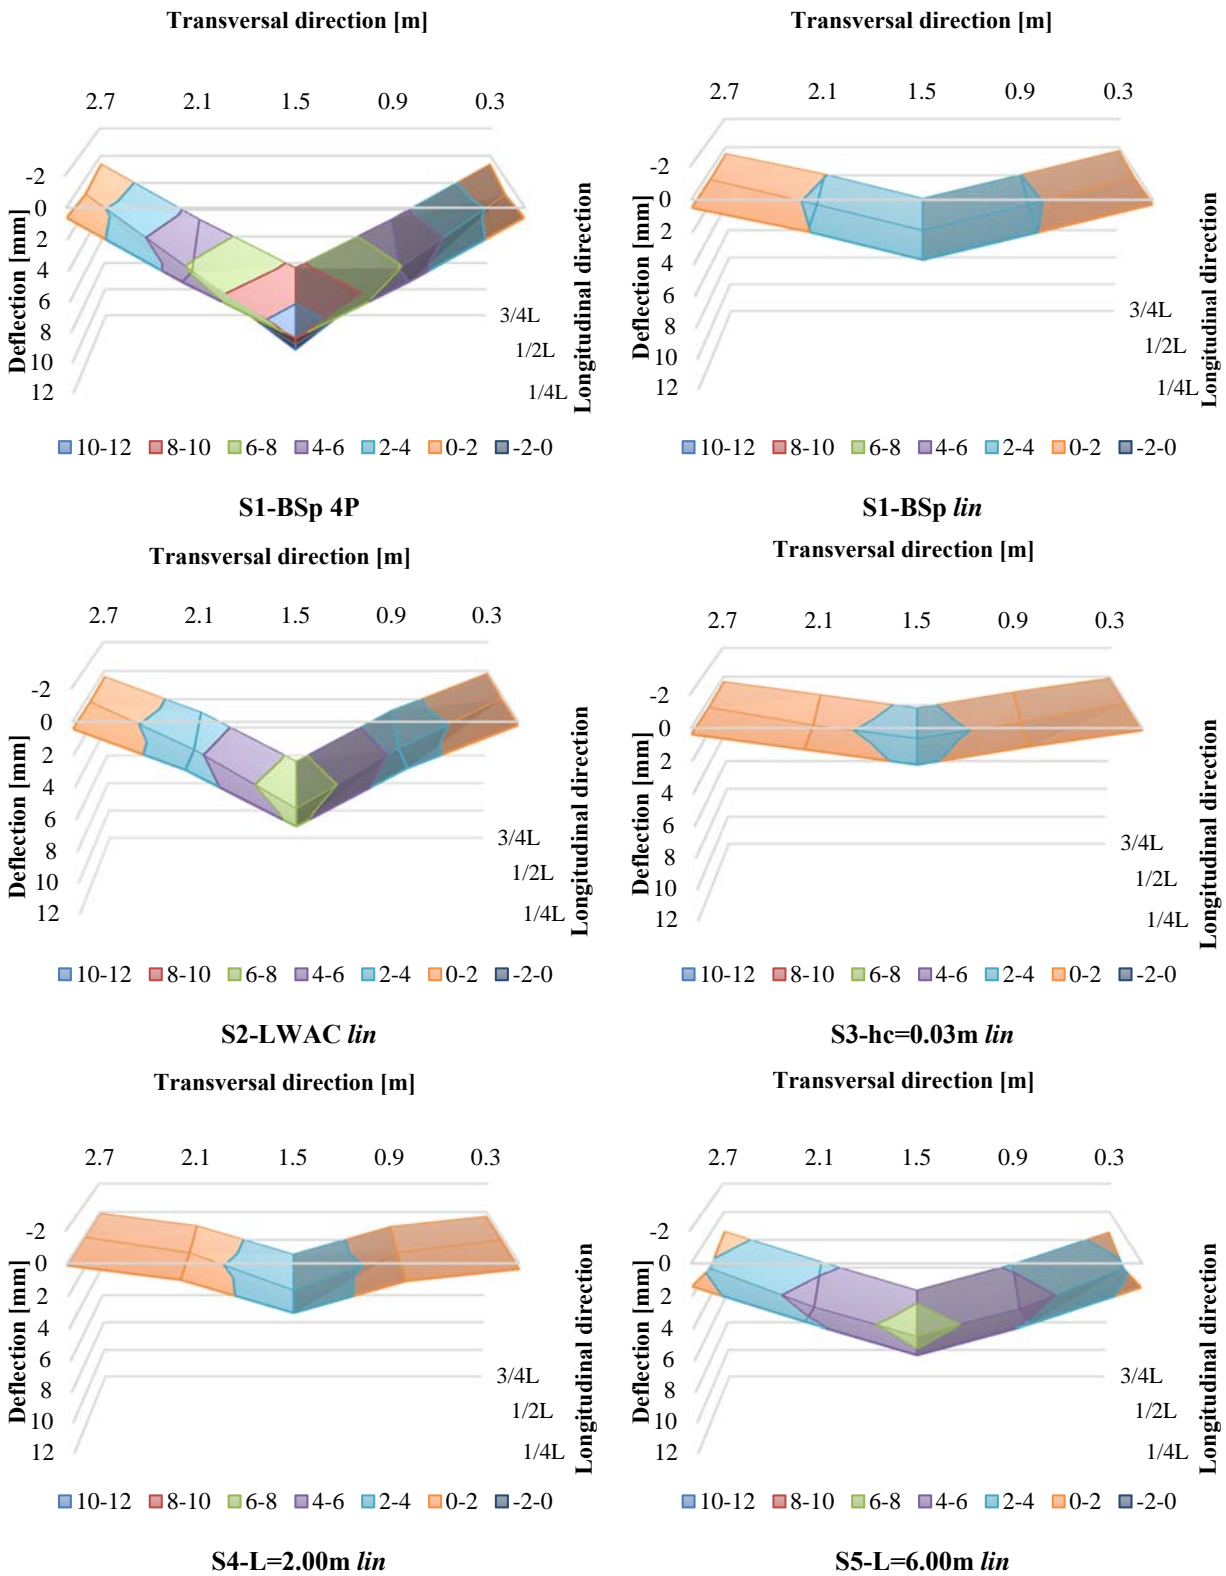 Transversal direction [m]
2.7 2.1 1.5 0.9 0.3
Deflection [mm]
-2
0
2
4
6
8
10
12
3/4L
1/2L
1/4L
Longitudinal direction
10-12 8-10 6-8 4-6 2-4 0-2 -2-0
S1-BSp 4P
Transversal direction [m]
2.7 2.1 1.5 0.9 0.3
Deflection [mm]
-2
0
2
4
6
8
10
12
3/4L
1/2L
1/4L
Longitudinal direction
10-12 8-10 6-8 4-6 2-4 0-2 -2-0
S1-BSp lin
Transversal direction [m]
2.7 2.1 1.5 0.9 0.3
Deflection [mm]
-2
0
2
4
6
8
10
12
3/4L
1/2L
1/4L
Longitudinal direction
10-12 8-10 6-8 4-6 2-4 0-2 -2-0
S2-LWAC lin
Transversal direction [m]
2.7 2.1 1.5 0.9 0.3
Deflection [mm]
-2
0
2
4
6
8
10
12
3/4L
1/2L
1/4L
Longitudinal direction
10-12 8-10 6-8 4-6 2-4 0-2 -2-0
S3-hc=0.03m lin
Transversal direction [m]
2.7 2.1 1.5 0.9 0.3
Deflection [mm]
-2
0
2
4
6
8
10
12
3/4L
1/2L
1/4L
Longitudinal direction
10-12 8-10 6-8 4-6 2-4 0-2 -2-0
S4-L=2.00m lin
Transversal direction [m]
2.7 2.1 1.5 0.9 0.3
Deflection [mm]
-2
0
2
4
6
8
10
12
3/4L
1/2L
1/4L
Longitudinal direction
10-12 8-10 6-8 4-6 2-4 0-2 -2-0
S5-L=6.00m lin